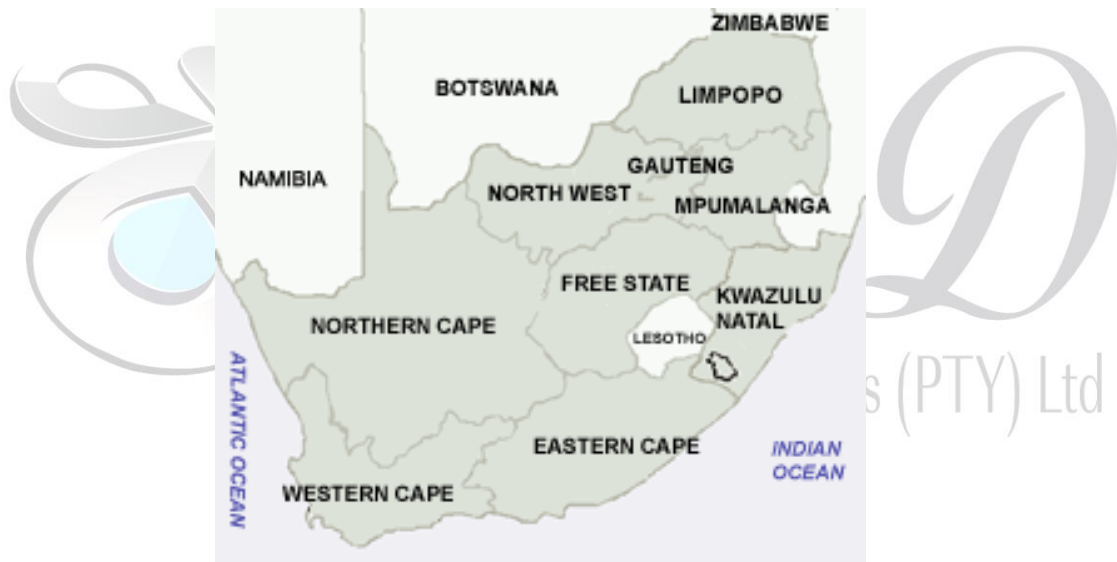 ZIMBABWE
BOTSWANA
LIMPOPO
GAUTENG
NAMIBIA
NORTH WEST
MPUMALANGA
FREE STATE
KWAZULU
NATAL
NORTHERN CAPE
LESOTHO
ATLANTIC OCEAN
EASTERN CAPE
INDIAN
OCEAN
WESTERN CAPE
D
s (PTY) Ltd